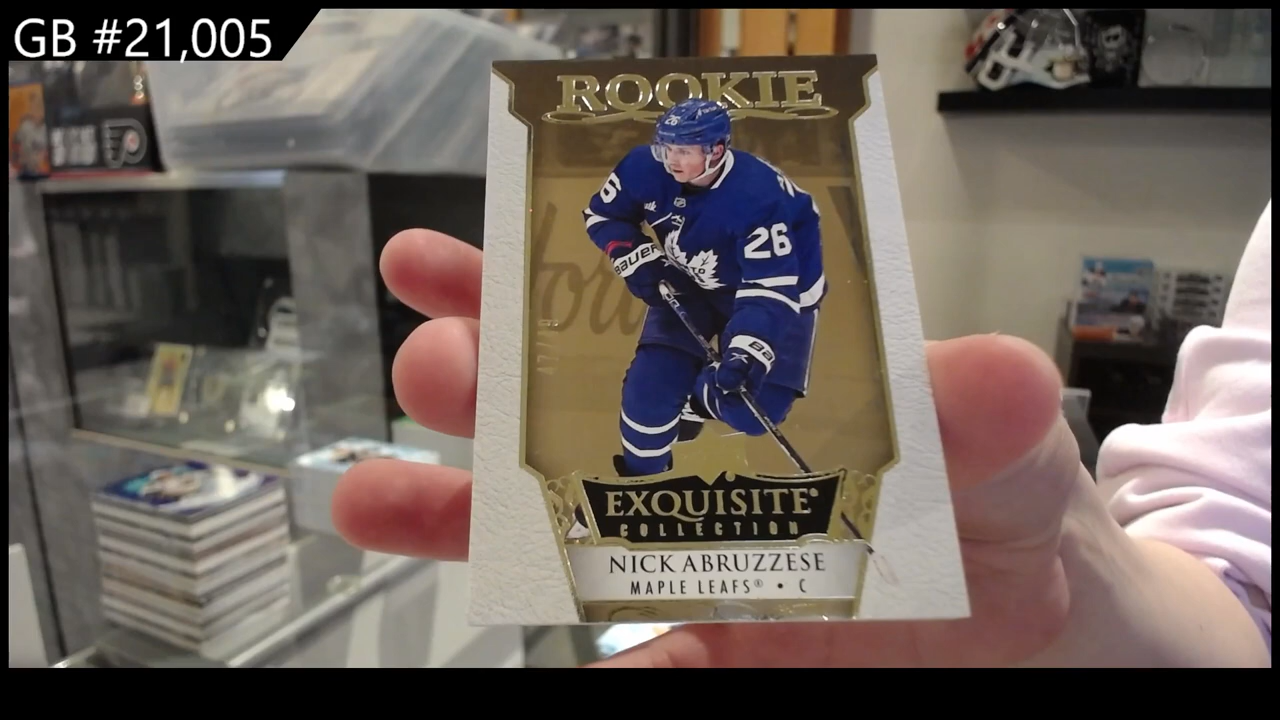 GB #21,005
ROOKIE
26
26
BAUER
EXQUISITE®
COLLECTION
NICK ABRUZZESE
MAPLE LEAFS® • C